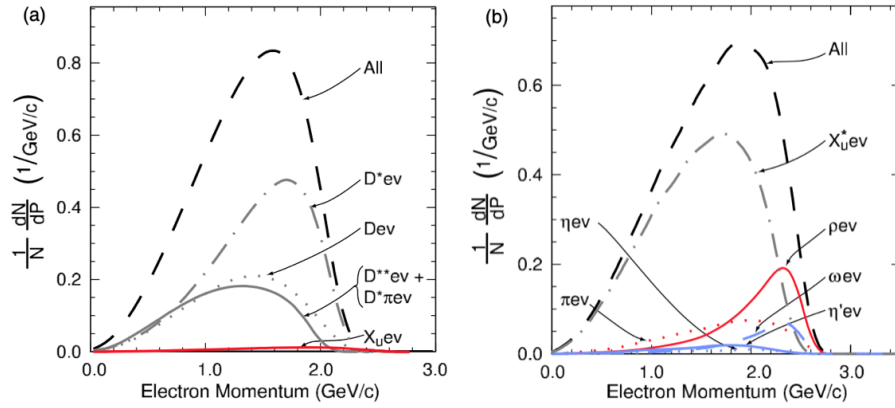 (a)
All
D*eν
Deν
D**eν +
D*πeν
Xᵤeν
1/N dN/dP (1/GeV/c)
0.8
0.6
0.4
0.2
0.0
0.0 1.0 2.0 3.0
Electron Momentum (GeV/c)
(b)
All
X*ᵤeν
ηeν
ρeν
ωeν
πeν
η'eν
1/N dN/dP (1/GeV/c)
0.6
0.4
0.2
0.0
0.0 1.0 2.0 3.0
Electron Momentum (GeV/c)